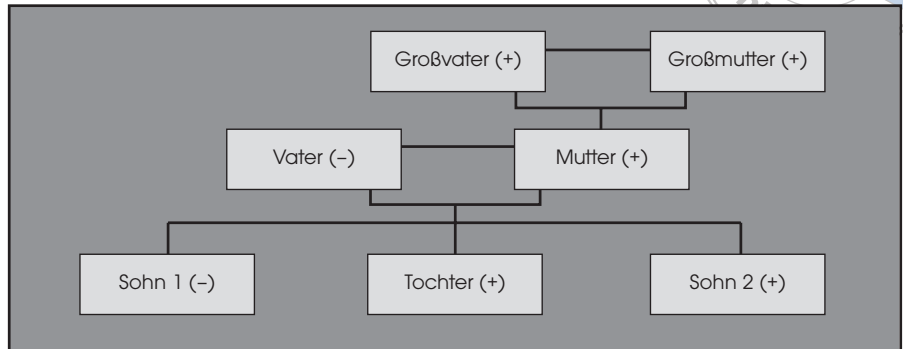 Großvater (+)
Großmutter (+)
Vater (–)
Mutter (+)
Sohn 1 (–)
Tochter (+)
Sohn 2 (+)